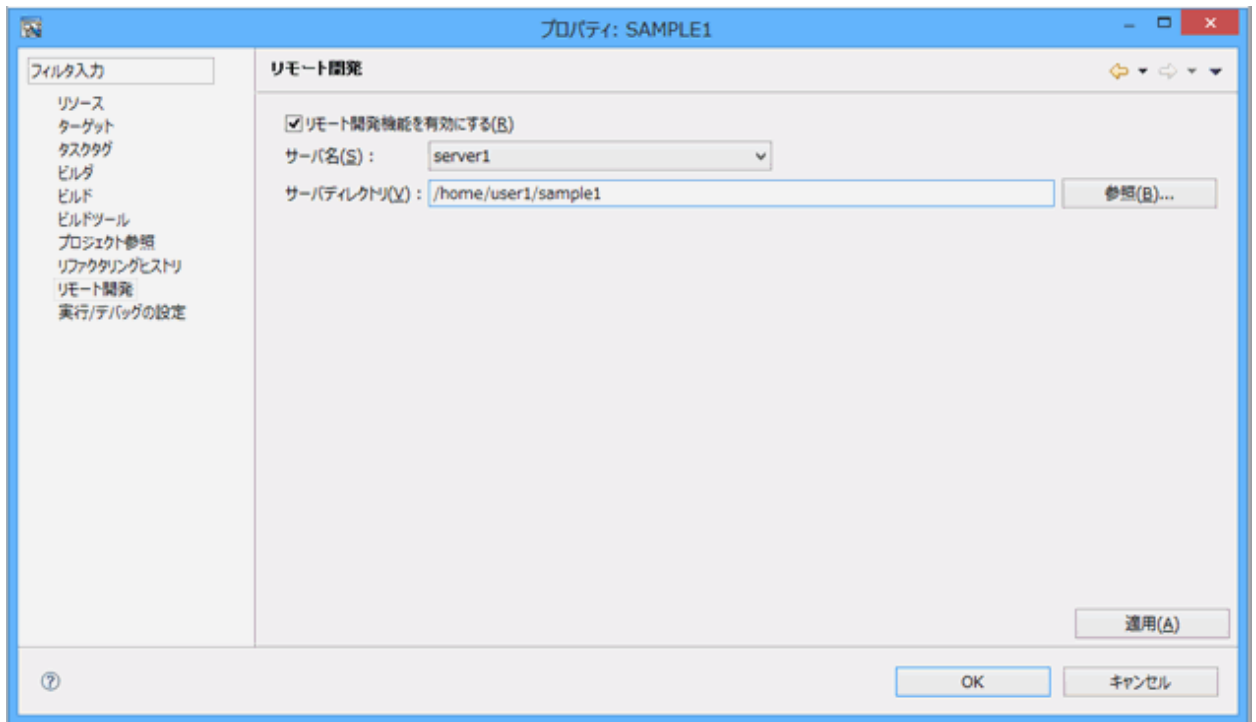 プロパティ: SAMPLE1
フィルタ入力
リソース
ターゲット
タスクタグ
ビルダ
ビルド
ビルドツール
プロジェクト参照
リファクタリングヒストリ
リモート開発
実行/デバッグの設定
リモート開発
リモート開発機能を有効にする(R)
サーバ名(S) : server1
サーバディレクトリ(V) : /home/user1/sample1 参照(B)...
適用(A)
OK キャンセル